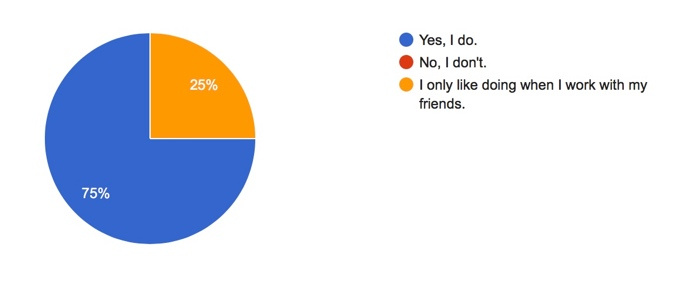 Yes, I do.
No, I don't.
I only like doing when I work with my
friends.
25%
75%